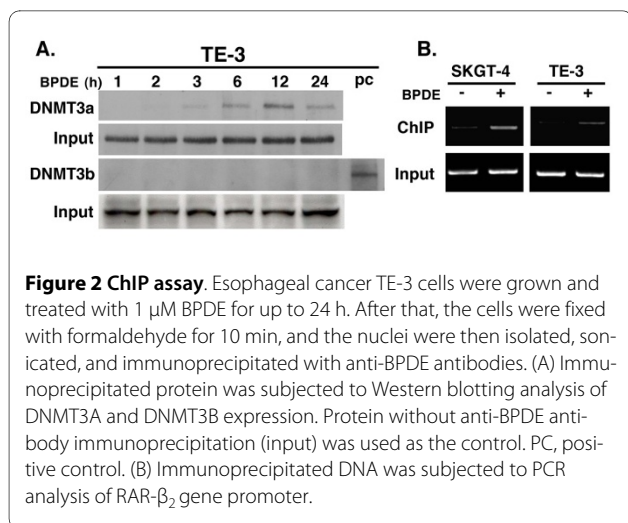 A.
TE-3
BPDE (h) 1 2 3 6 12 24 pc
DNMT3a
Input
DNMT3b
Input
B.
SKGT-4 TE-3
BPDE - + - +
ChIP
Input
Figure 2 ChIP assay. Esophageal cancer TE-3 cells were grown and
treated with 1 μM BPDE for up to 24 h. After that, the cells were fixed
with formaldehyde for 10 min, and the nuclei were then isolated, son-
icated, and immunoprecipitated with anti-BPDE antibodies. (A) Immu-
noprecipitated protein was subjected to Western blotting analysis of
DNMT3A and DNMT3B expression. Protein without anti-BPDE anti-
body immunoprecipitation (input) was used as the control. PC, posi-
tive control. (B) Immunoprecipitated DNA was subjected to PCR
analysis of RAR-β₂ gene promoter.